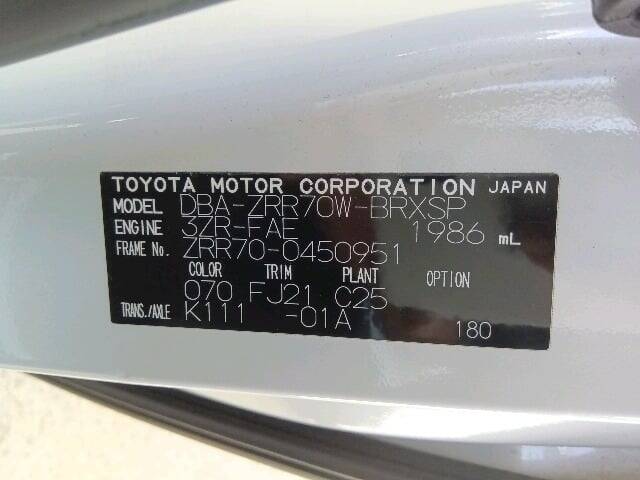 TOYOTA MOTOR CORPORATION JAPAN
MODEL DBA-ZRR70W-BRXSP
ENGINE 3ZR-FAE 1986 mL
FRAME No. ZRR70-0450951
COLOR TRIM PLANT OPTION
070 FJ21 C25
TRANS./AXLE K111 -01A 180